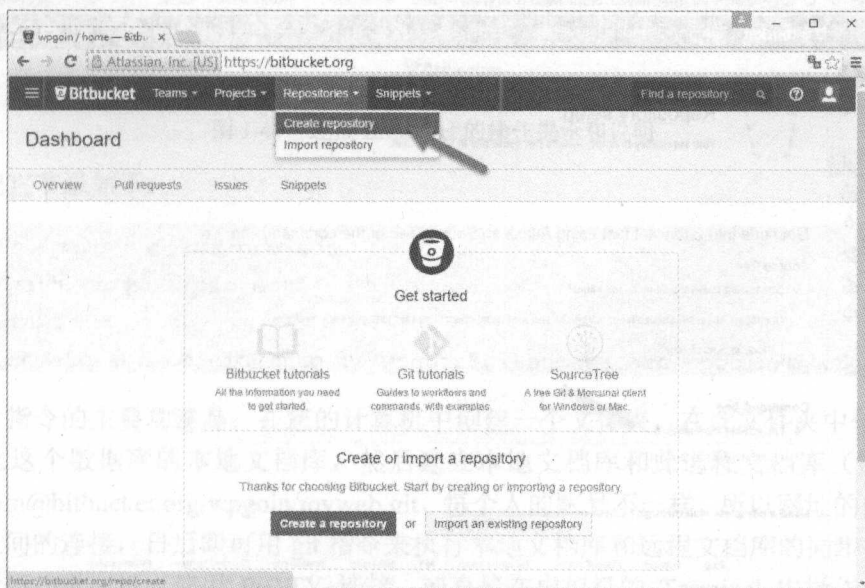 wpgoin / home — Bitbu
Atlassian, Inc. [US] https://bitbucket.org
Bitbucket Teams Projects Repositories Snippets Find a repository
Create repository
Import repository
Dashboard
Overview Pull requests Issues Snippets
Get started
Bitbucket tutorials
All the information you need
to get started
Git tutorials
Guides to workflows and
commands, with examples
SourceTree
A free Git & Mercurial client
for Windows or Mac
Create or import a repository
Thanks for choosing Bitbucket. Start by creating or importing a repository.
Create a repository or Import an existing repository
https://bitbucket.org/repo/create